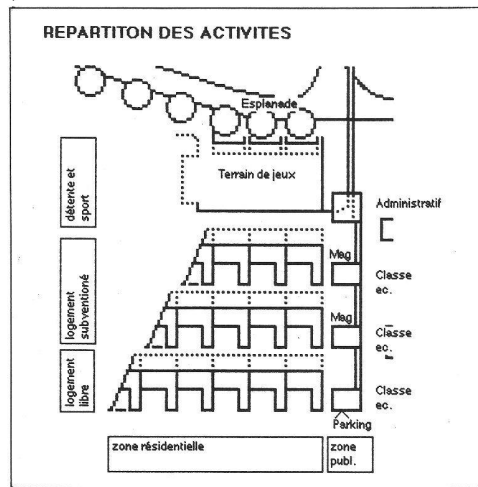 REPARTITON DES ACTIVITES
Esplanade
Terrain de jeux
détente et
sport
Administratif
Mag
Classe
ec.
logement
subventioné
Mag
Classe
ec.
logement
libre
Classe
ec.
Parking
zone résidentielle
zone
publ.